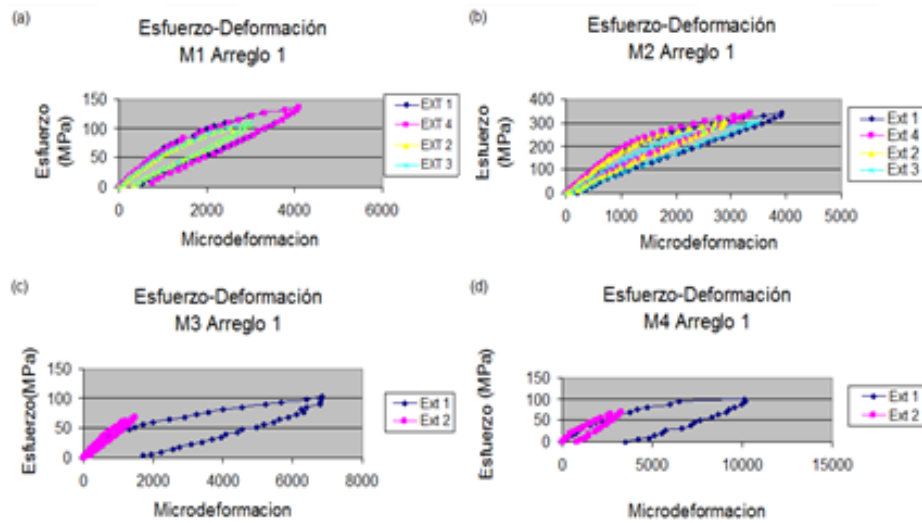 (a)
Esfuerzo-Deformación
M1 Arreglo 1
Esfuerzo
(MPa)
150
100
50
0
0 2000 4000 6000
Microdeformacion
EXT 1
EXT 4
EXT 2
EXT 3
(b)
Esfuerzo-Deformación
M2 Arreglo 1
Esfuerzo
(MPa)
400
300
200
100
0
0 1000 2000 3000 4000 5000
Microdeformacion
Ext 1
Ext 4
Ext 2
Ext 3
(c)
Esfuerzo-Deformación
M3 Arreglo 1
Esfuerzo(MPa)
150
100
50
0
0 2000 4000 6000 8000
Microdeformacion
Ext 1
Ext 2
(d)
Esfuerzo-Deformación
M4 Arreglo 1
Esfuerzo (MPa)
150
100
50
0
0 5000 10000 15000
Microdeformacion
Ext 1
Ext 2